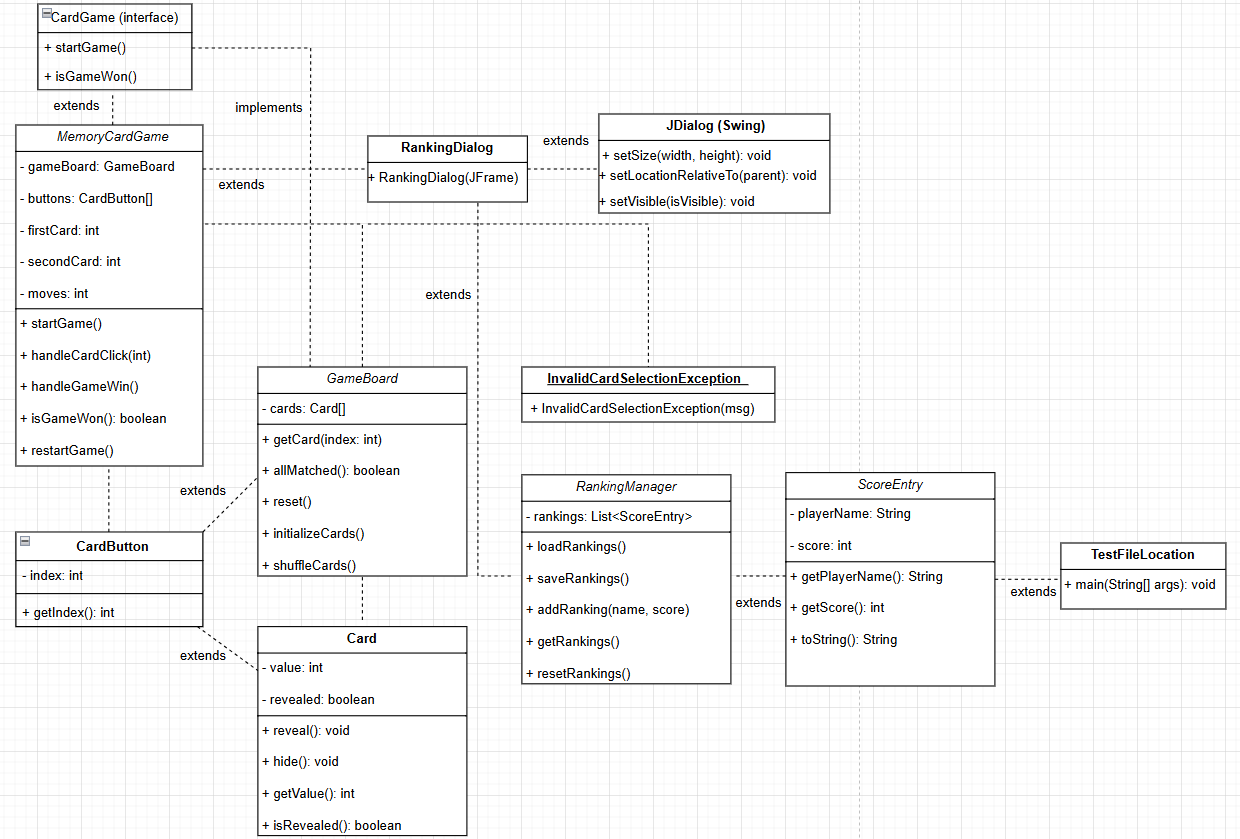 CardGame (interface)
+ startGame()
+ isGameWon()
extends
implements
MemoryCardGame
- gameBoard: GameBoard
- buttons: CardButton[]
- firstCard: int
- secondCard: int
- moves: int
+ startGame()
+ handleCardClick(int)
+ handleGameWin()
+ isGameWon(): boolean
+ restartGame()
extends
RankingDialog
+ RankingDialog(JFrame)
extends
JDialog (Swing)
+ setSize(width, height): void
+ setLocationRelativeTo(parent): void
+ setVisible(isVisible): void
extends
GameBoard
- cards: Card[]
+ getCard(index: int)
+ allMatched(): boolean
+ reset()
+ initializeCards()
+ shuffleCards()
InvalidCardSelectionException
+ InvalidCardSelectionException(msg)
extends
CardButton
- index: int
+ getIndex(): int
extends
Card
- value: int
- revealed: boolean
+ reveal(): void
+ hide(): void
+ getValue(): int
+ isRevealed(): boolean
RankingManager
- rankings: List<ScoreEntry>
+ loadRankings()
+ saveRankings()
+ addRanking(name, score)
+ getRankings()
+ resetRankings()
extends
ScoreEntry
- playerName: String
- score: int
+ getPlayerName(): String
+ getScore(): int
+ toString(): String
extends
TestFileLocation
+ main(String[] args): void